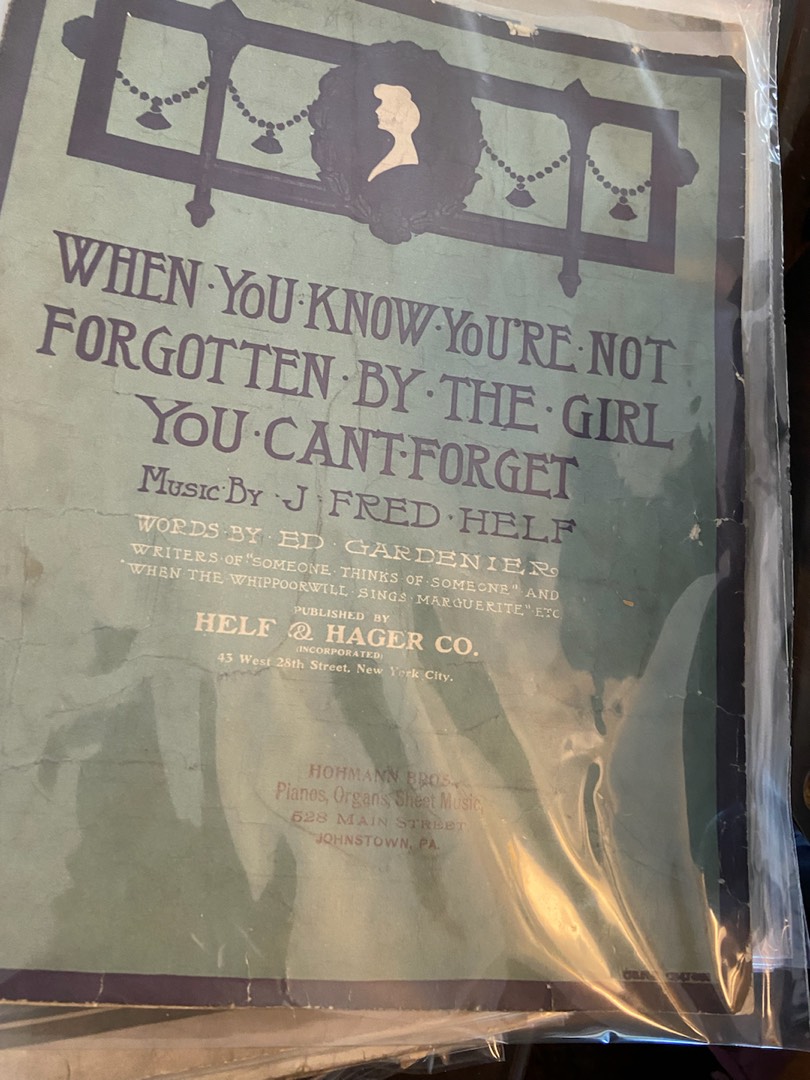 WHEN·YOU·KNOW·YOU'RE·NOT
FORGOTTEN·BY·THE·GIRL
YOU·CANT·FORGET
MUSIC·BY·J·FRED·HELF
WORDS·BY·ED·GARDENIER
WRITERS·OF·"SOMEONE·THINKS·OF·SOMEONE" AND
"WHEN·THE·WHIPPOORWILL·SINGS·MARGUERITE" ETC
PUBLISHED BY
HELF & HAGER CO.
(INCORPORATED)
43 West 28th Street, New York City.
HOHMANN BROS.
Pianos, Organs, Sheet Music,
528 MAIN STREET
JOHNSTOWN, PA.